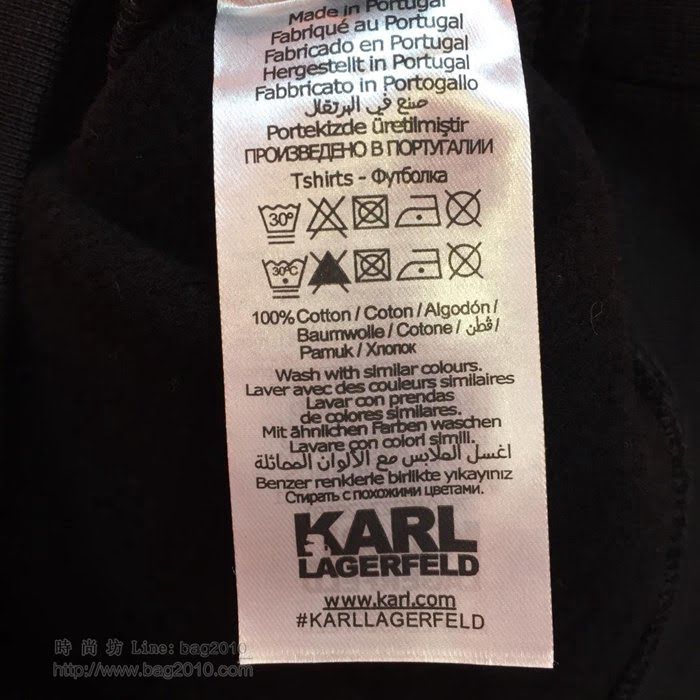 Made in Portugal
Fabriqué au Portugal
Fabricado en Portugal
Hergestellt in Portugal
Fabbricato in Portogallo
صنع في البرتغال
Portekizde üretilmiştir
ПРОИЗВЕДЕНО В ПОРТУГАЛИИ
Tshirts - Футболка
30º
30ºC
100% Cotton / Coton / Algodón /
Baumwolle / Cotone / قطن /
Pamuk / Хлопок
Wash with similar colours.
Laver avec des couleurs similaires
Lavar con prendas
de colores similares.
Mit ähnlichen Farben waschen
Lavare con colori simili.
اغسل الملابس مع الألوان المماثلة
Benzer renklerle birlikte yıkayınız
Стирать с похожими цветами.
KARL
LAGERFELD
www.karl.com
#KARLLAGERFELD
時尚坊 Line: bag2010
http://www.bag2010.com/